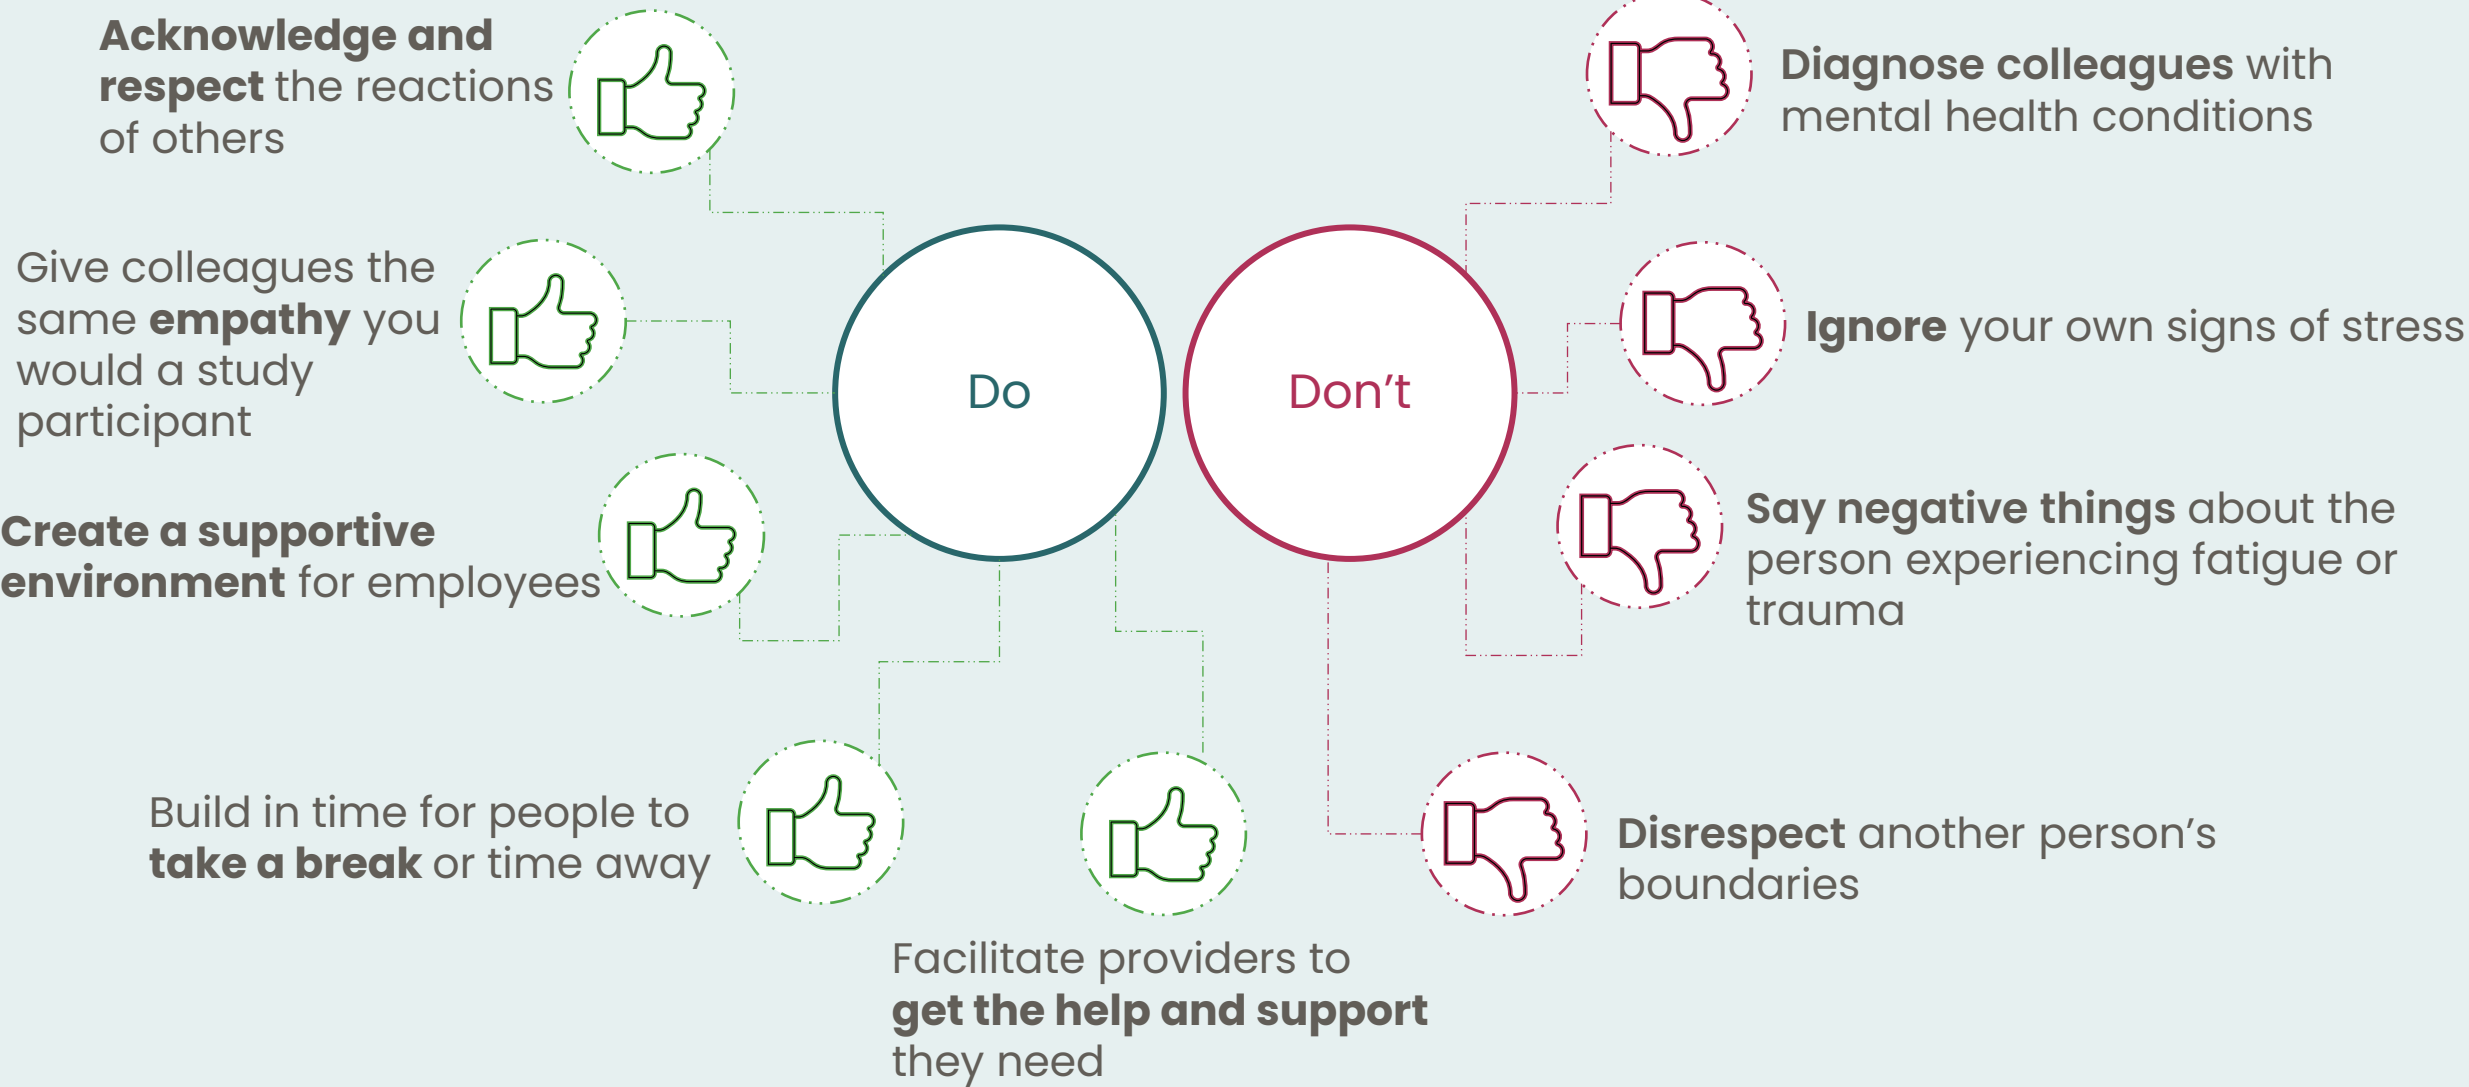 Acknowledge and
respect the reactions
of others
Give colleagues the
same empathy you
would a study
participant
Create a supportive
environment for employees
Build in time for people to
take a break or time away
Facilitate providers to
get the help and support
they need
Do
Don’t
Diagnose colleagues with
mental health conditions
Ignore your own signs of stress
Say negative things about the
person experiencing fatigue or
trauma
Disrespect another person’s
boundaries